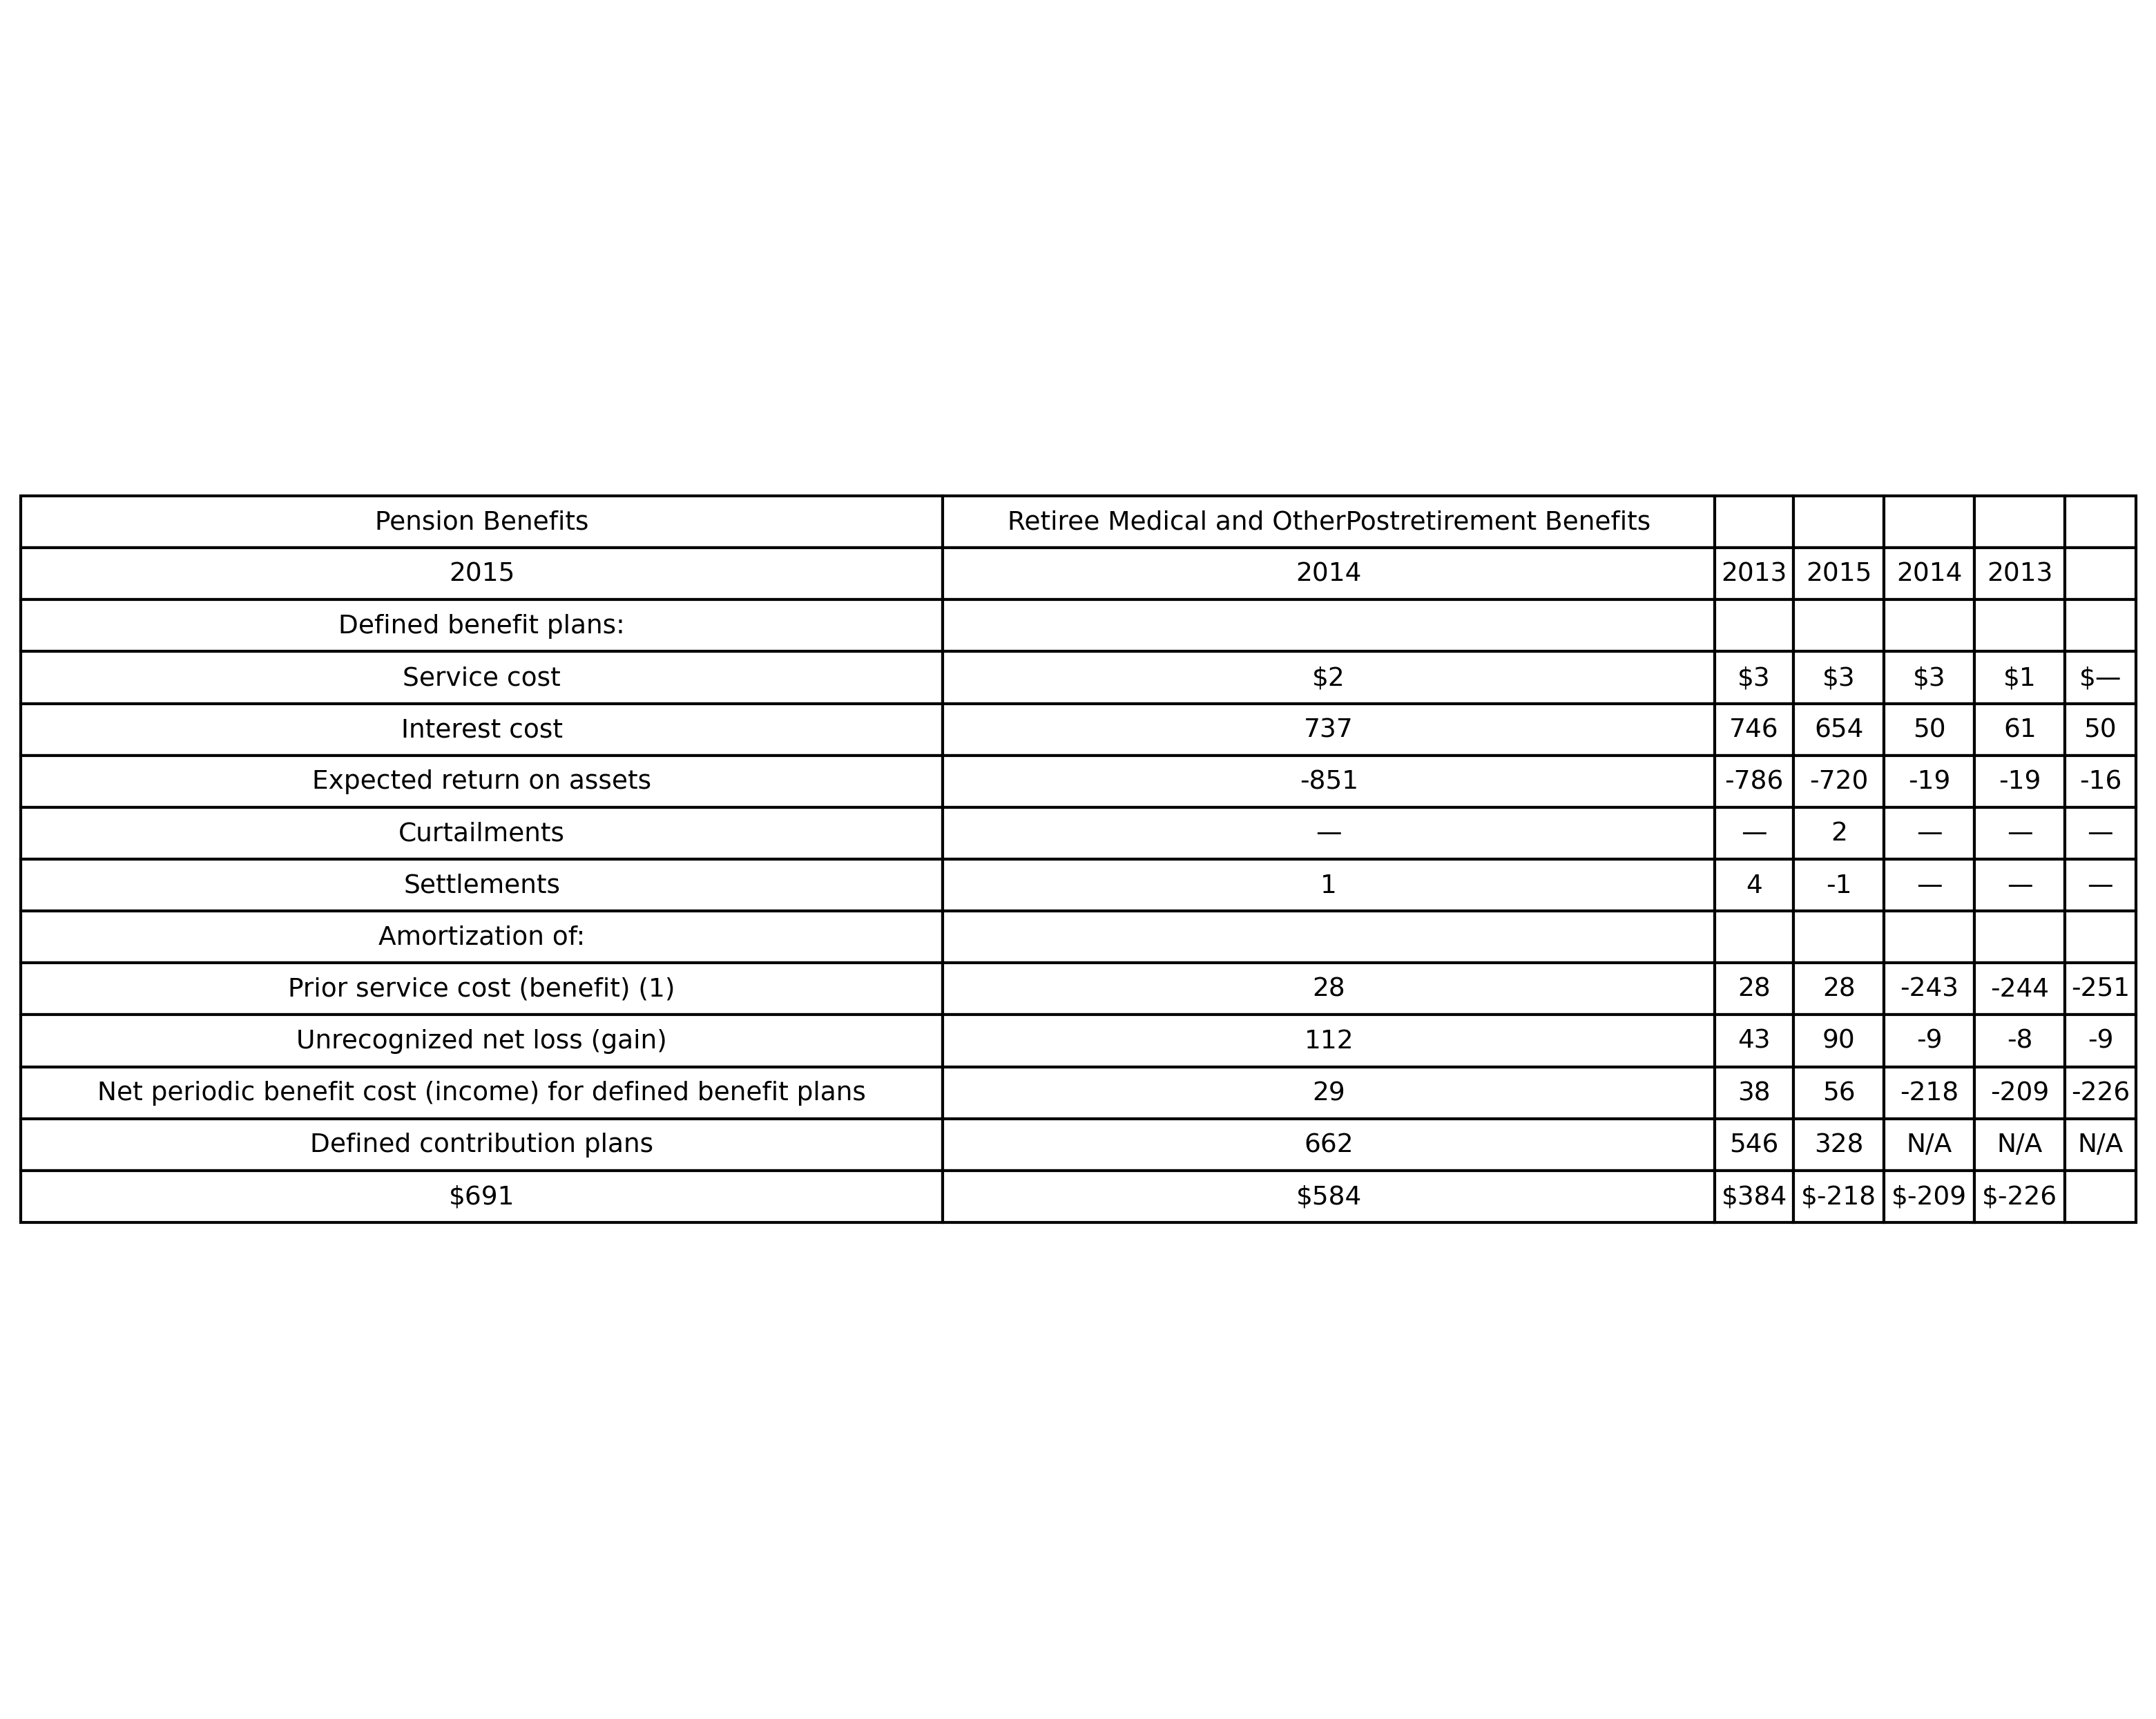 Pension Benefits Retiree Medical and OtherPostretirement Benefits
2015 2014 2013 2015 2014 2013
Defined benefit plans:
Service cost $2 $3 $3 $3 $1 $—
Interest cost 737 746 654 50 61 50
Expected return on assets -851 -786 -720 -19 -19 -16
Curtailments — — 2 — — —
Settlements 1 4 -1 — — —
Amortization of:
Prior service cost (benefit) (1) 28 28 28 -243 -244 -251
Unrecognized net loss (gain) 112 43 90 -9 -8 -9
Net periodic benefit cost (income) for defined benefit plans 29 38 56 -218 -209 -226
Defined contribution plans 662 546 328 N/A N/A N/A
$691 $584 $384 $-218 $-209 $-226